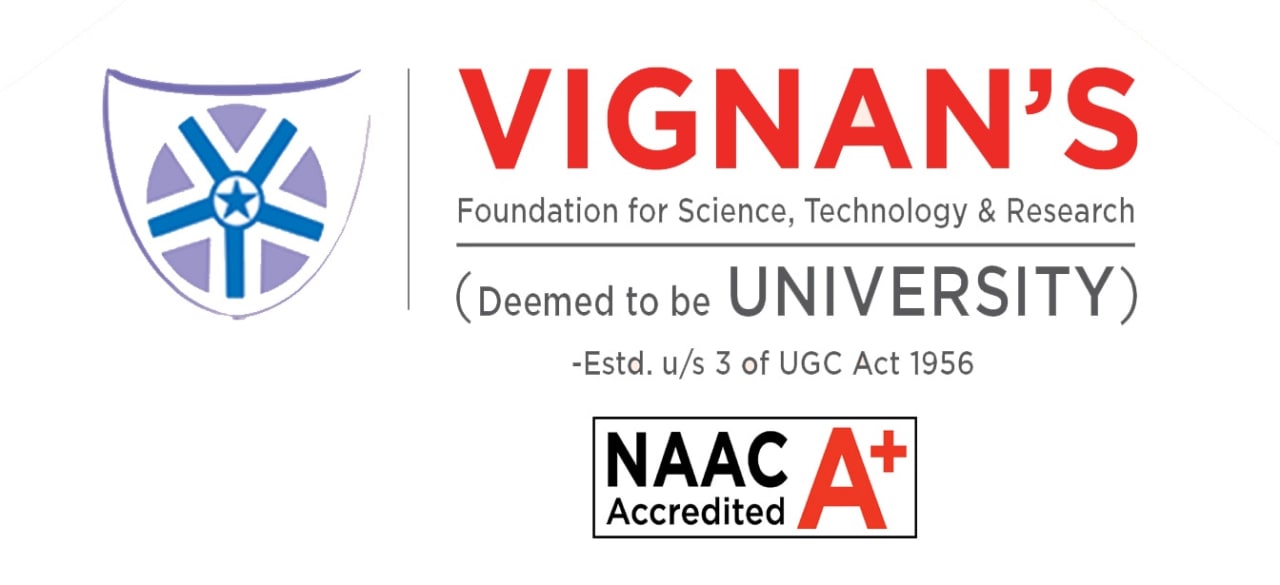 VIGNAN'S
Foundation for Science, Technology & Research
(Deemed to be UNIVERSITY)
-Estd. u/s 3 of UGC Act 1956
NAAC A+
Accredited